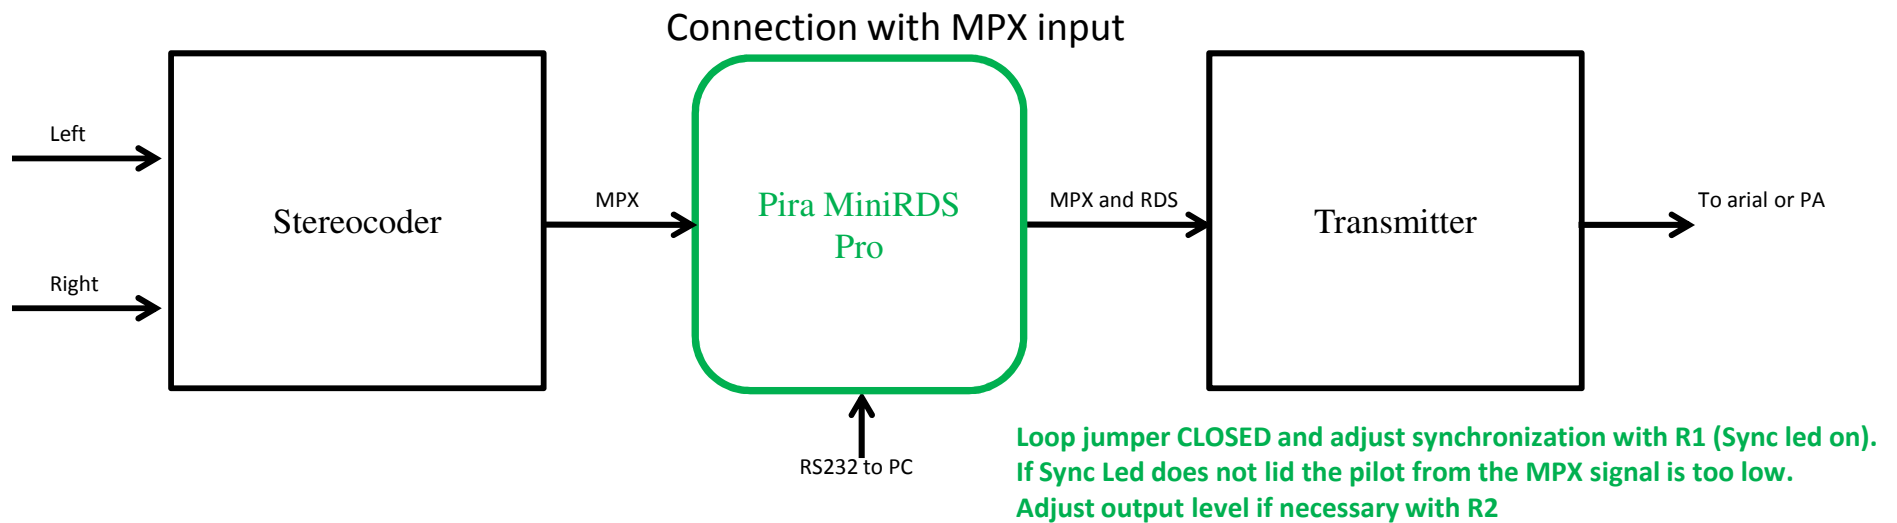 Connection with MPX input
Left
Right
Stereocoder
MPX
Pira MiniRDS
Pro
MPX and RDS
Transmitter
To arial or PA
RS232 to PC
Loop jumper CLOSED and adjust synchronization with R1 (Sync led on).
If Sync Led does not lid the pilot from the MPX signal is too low.
Adjust output level if necessary with R2